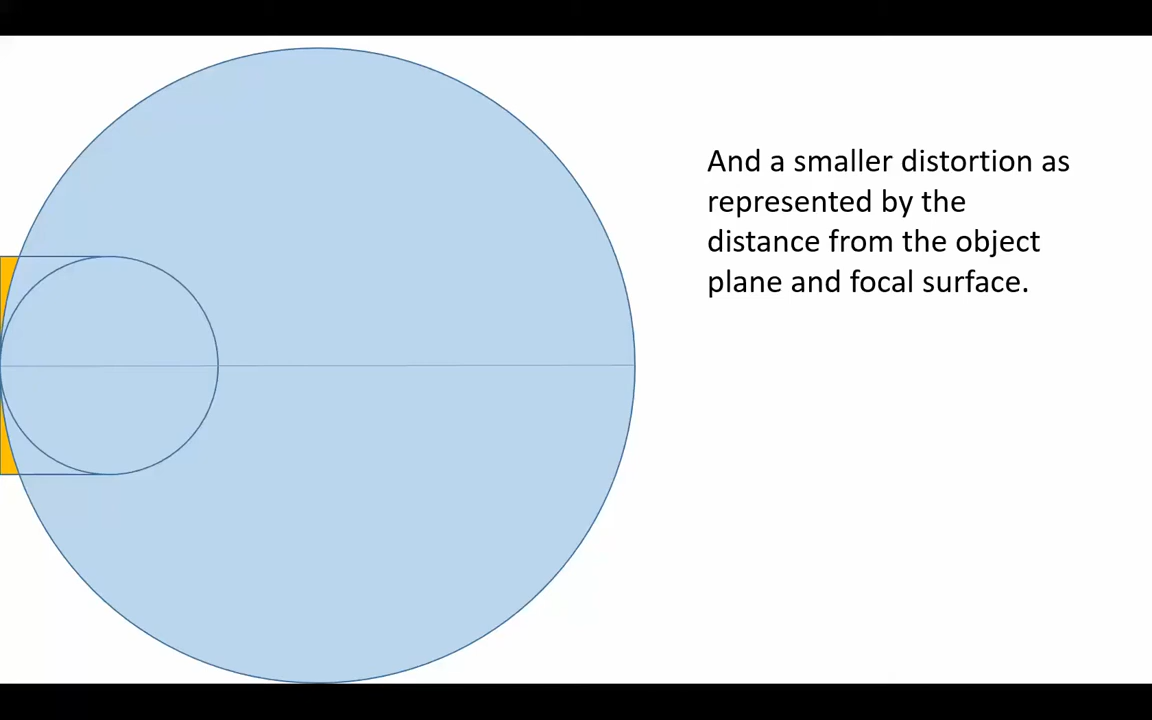 And a smaller distortion as
represented by the
distance from the object
plane and focal surface.